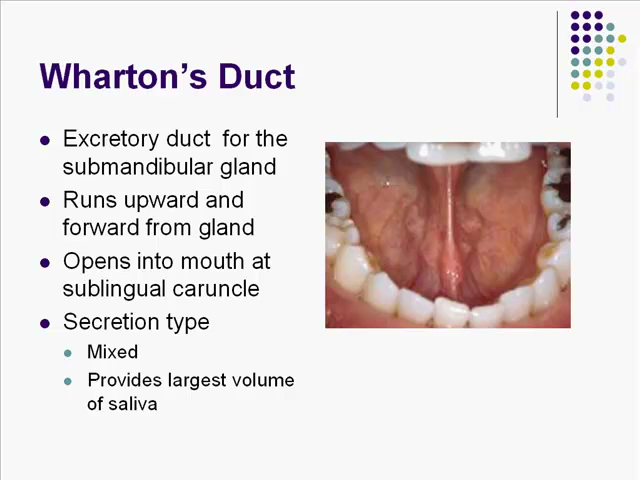 Wharton's Duct
Excretory duct for the
submandibular gland
Runs upward and
forward from gland
Opens into mouth at
sublingual caruncle
Secretion type
Mixed
Provides largest volume
of saliva